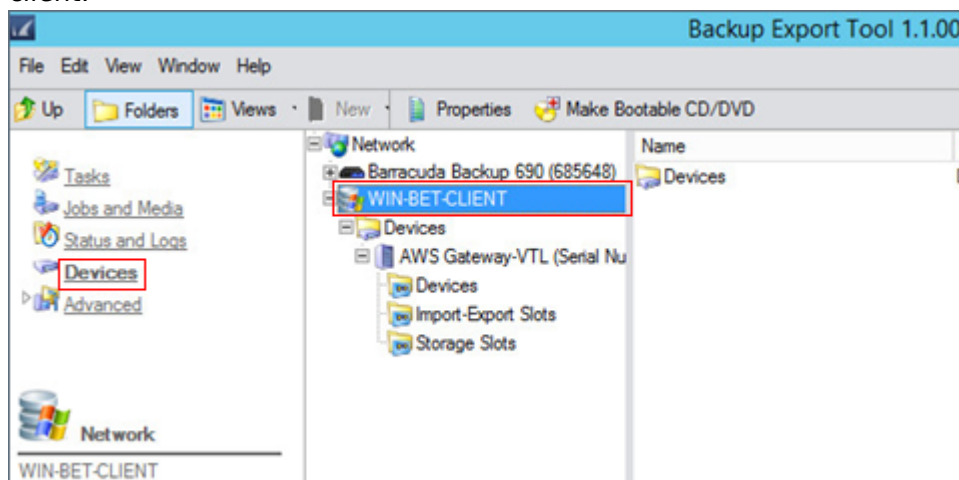 client.
Backup Export Tool 1.1.00
File Edit View Window Help
Up Folders Views New Properties Make Bootable CD/DVD
Tasks
Jobs and Media
Status and Logs
Devices
Advanced
Network
WIN-BET-CLIENT
Network
Barracuda Backup 690 (685648)
WIN-BET-CLIENT
Devices
AWS Gateway-VTL (Serial Nu
Devices
Import-Export Slots
Storage Slots
Name
Devices